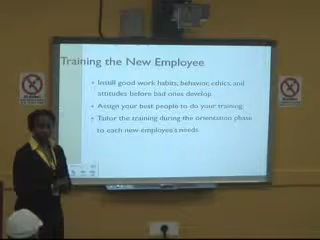 Training the New Employee
• Instill good work habits, behavior, ethics, and
attitudes before bad ones develop.
• Assign your best people to do your training.
• Tailor the training during the orientation phase
to each new employee's needs.